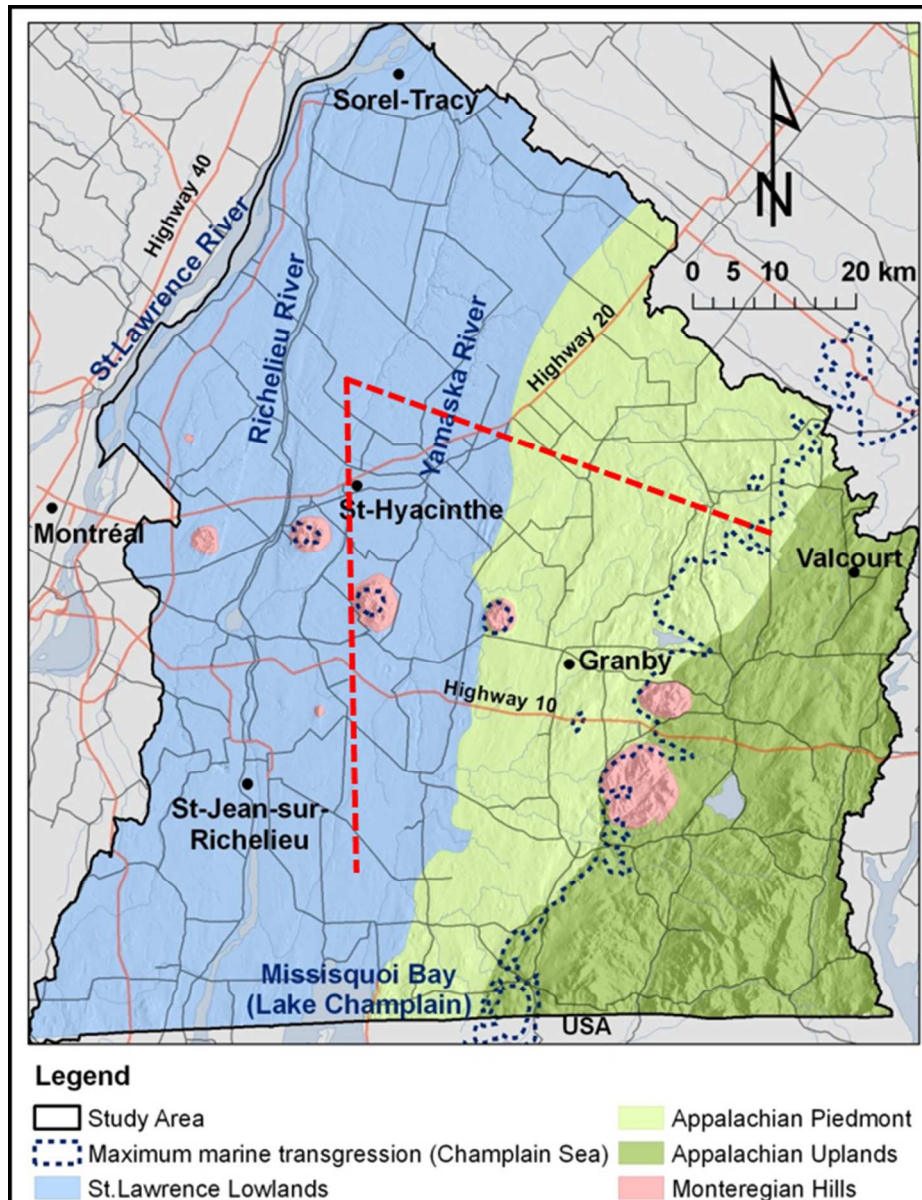 Sorel-Tracy
Highway 40
St.Lawrence River
Richelieu River
Yamaska River
Highway 20
N
0 5 10 20 km
Montréal
St-Hyacinthe
Valcourt
Granby
Highway 10
St-Jean-sur-
Richelieu
Missisquoi Bay
(Lake Champlain)
USA
Legend
Study Area
Maximum marine transgression (Champlain Sea)
St.Lawrence Lowlands
Appalachian Piedmont
Appalachian Uplands
Monteregian Hills